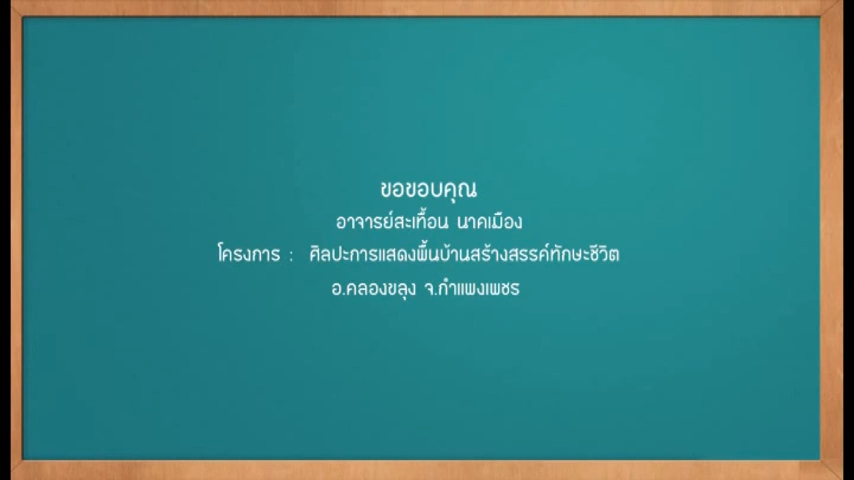 ขอขอบคุณ
อาจารย์สะเทื้อน นาคเมือง
โครงการ : ศิลปะการแสดงพื้นบ้านสร้างสรรค์ทักษะชีวิต
อ.คลองขลุง จ.กำแพงเพชร